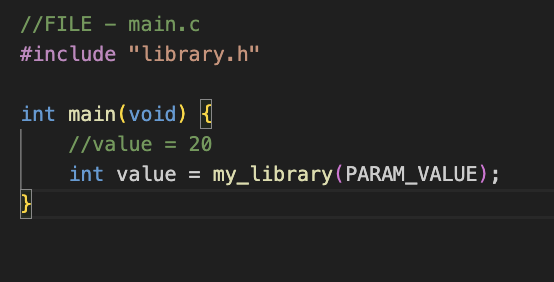 //FILE - main.c
#include "library.h"
int main(void) {
//value = 20
int value = my_library(PARAM_VALUE);
}